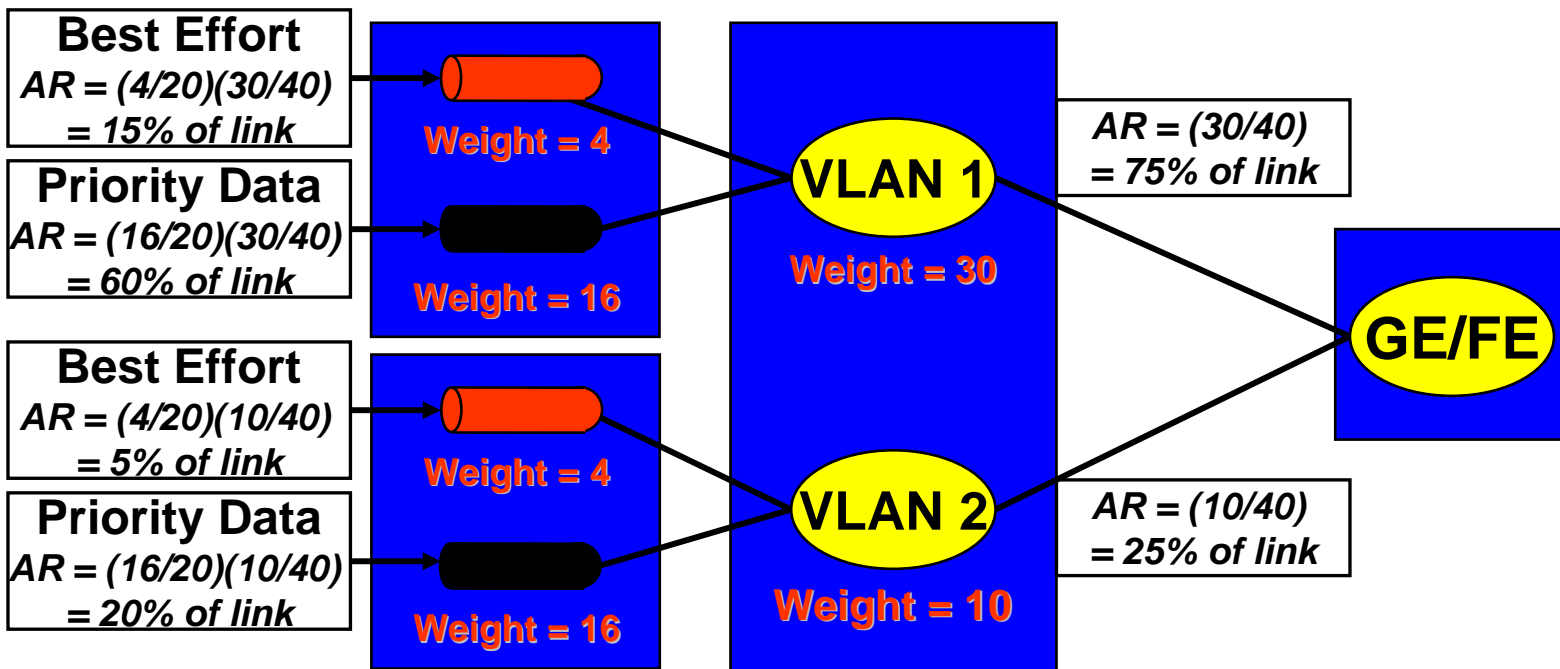 Best Effort
AR = (4/20)(30/40)
= 15% of link
Weight = 4
Priority Data
AR = (16/20)(30/40)
= 60% of link
Weight = 16
VLAN 1
Weight = 30
AR = (30/40)
= 75% of link
GE/FE
Best Effort
AR = (4/20)(10/40)
= 5% of link
Weight = 4
Priority Data
AR = (16/20)(10/40)
= 20% of link
Weight = 16
VLAN 2
Weight = 10
AR = (10/40)
= 25% of link